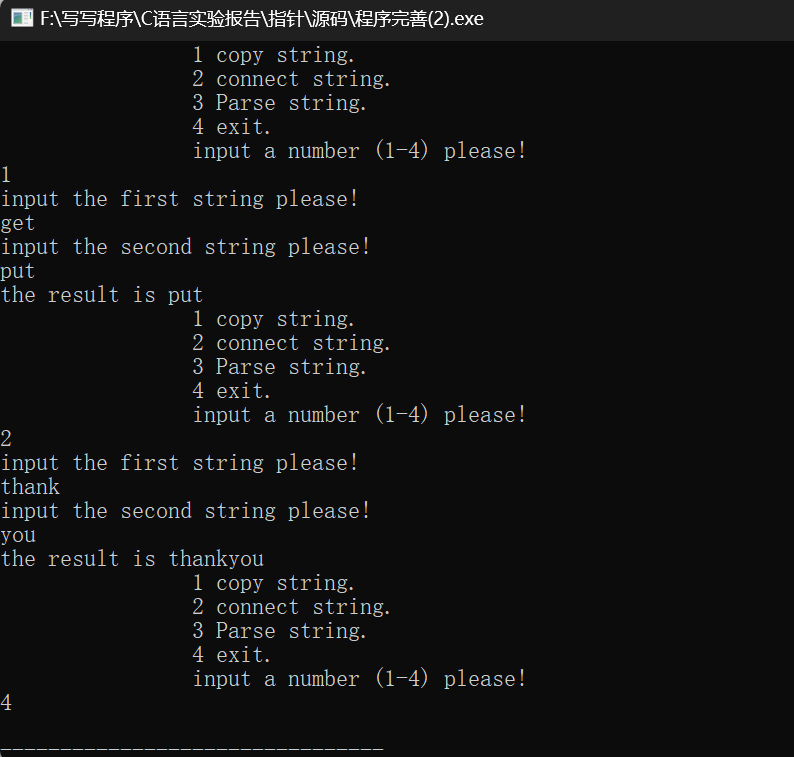 F:\写写程序\C语言实验报告\指针\源码\程序完善(2).exe
1 copy string.
2 connect string.
3 Parse string.
4 exit.
input a number (1-4) please!
1
input the first string please!
get
input the second string please!
put
the result is put
1 copy string.
2 connect string.
3 Parse string.
4 exit.
input a number (1-4) please!
2
input the first string please!
thank
input the second string please!
you
the result is thankyou
1 copy string.
2 connect string.
3 Parse string.
4 exit.
input a number (1-4) please!
4
--------------------------------